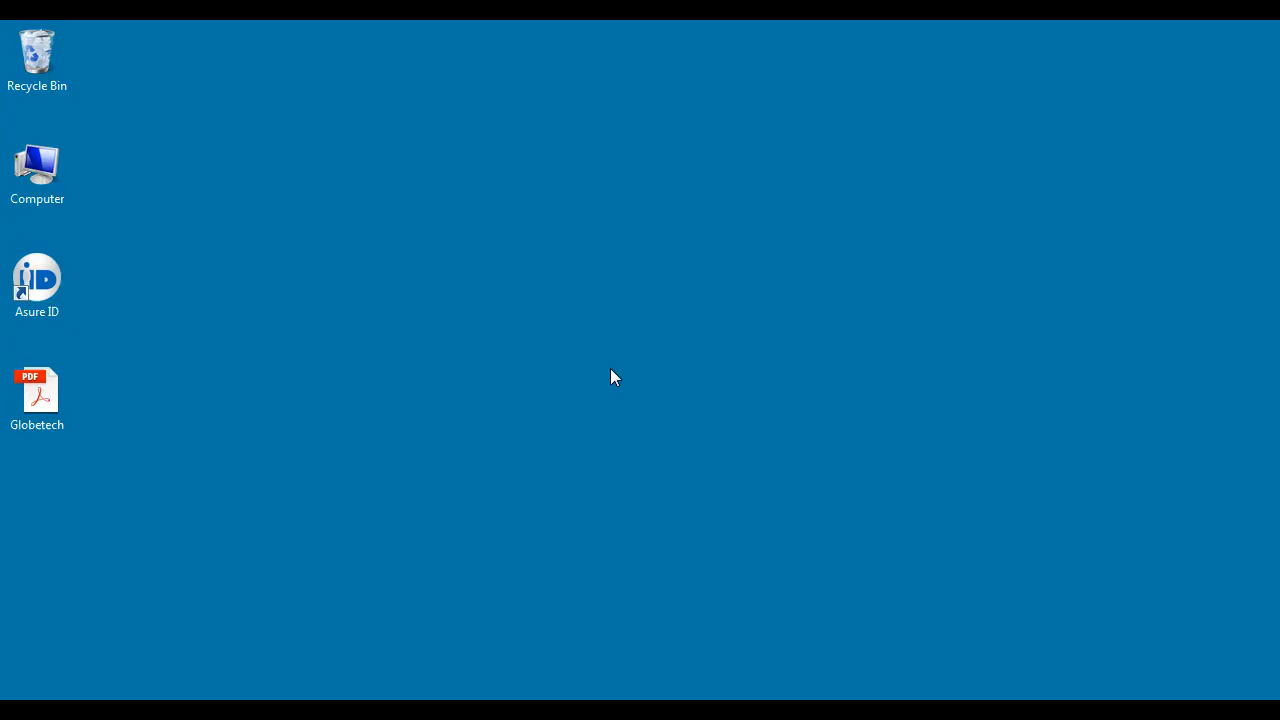 Recycle Bin
Computer
iD
Asure ID
PDF
Globetech